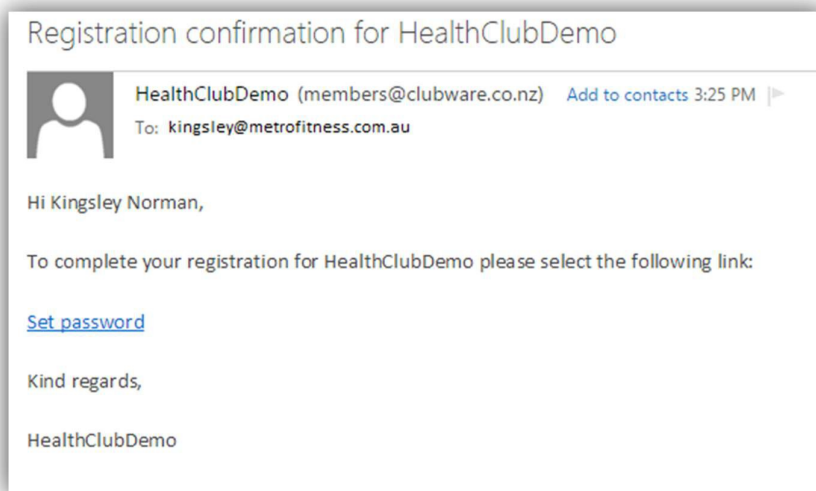 Registration confirmation for HealthClubDemo
HealthClubDemo (members@clubware.co.nz) Add to contacts 3:25 PM
To: kingsley@metrofitness.com.au
Hi Kingsley Norman,
To complete your registration for HealthClubDemo please select the following link:
Set password
Kind regards,
HealthClubDemo